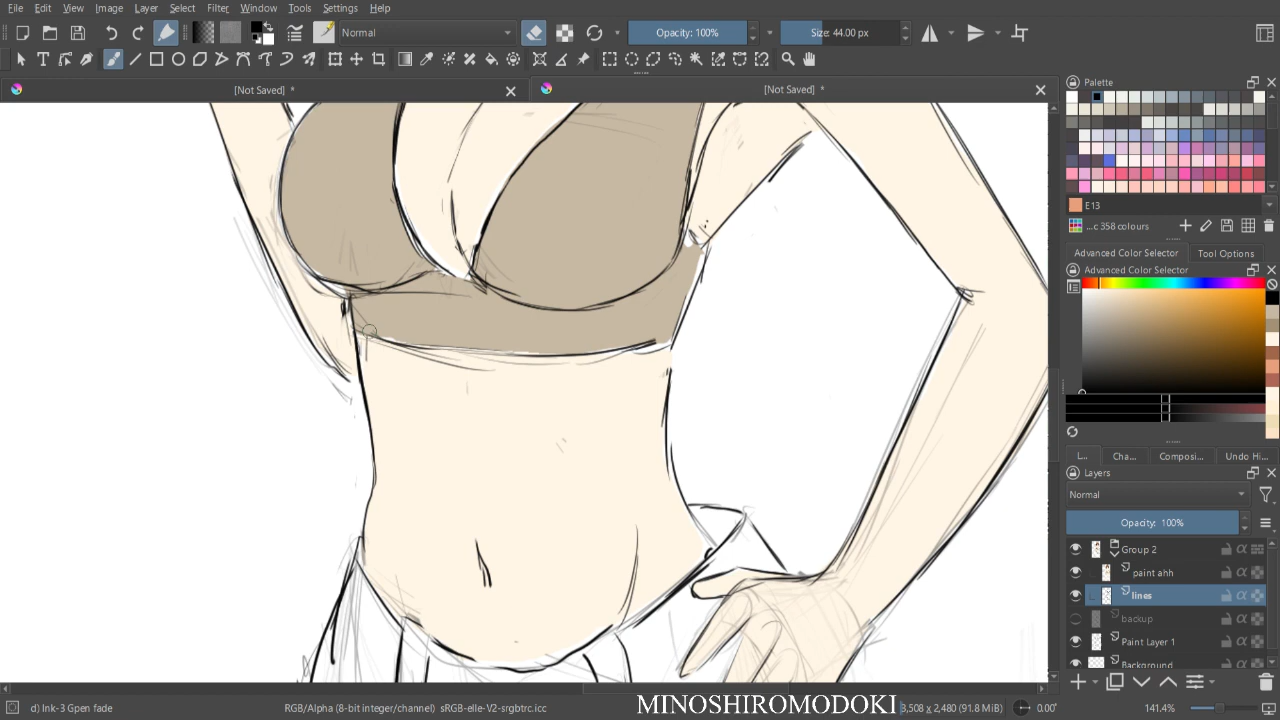 File Edit View Image Layer Select Filter Tools Settings Help
Normal Opacity: 100% Size: 44.00 px
[Not Saved] * [Not Saved] *
Palette
E13
...c 358 colours
Advanced Color Selector Tool Options
Advanced Color Selector
L... Cha... Composi... Undo Hi...
Layers
Normal
Opacity: 100%
Group 2
paint ahh
lines
backup
Paint Layer 1
Background
d) Ink-3 Gpen fade RGB/Alpha (8-bit integer/channel) sRGB-elle-V2-srgbtrc.icc MINOSHIROMODOKI 3,508 x 2,480 (91.8 MiB) 0.00° 141.4%